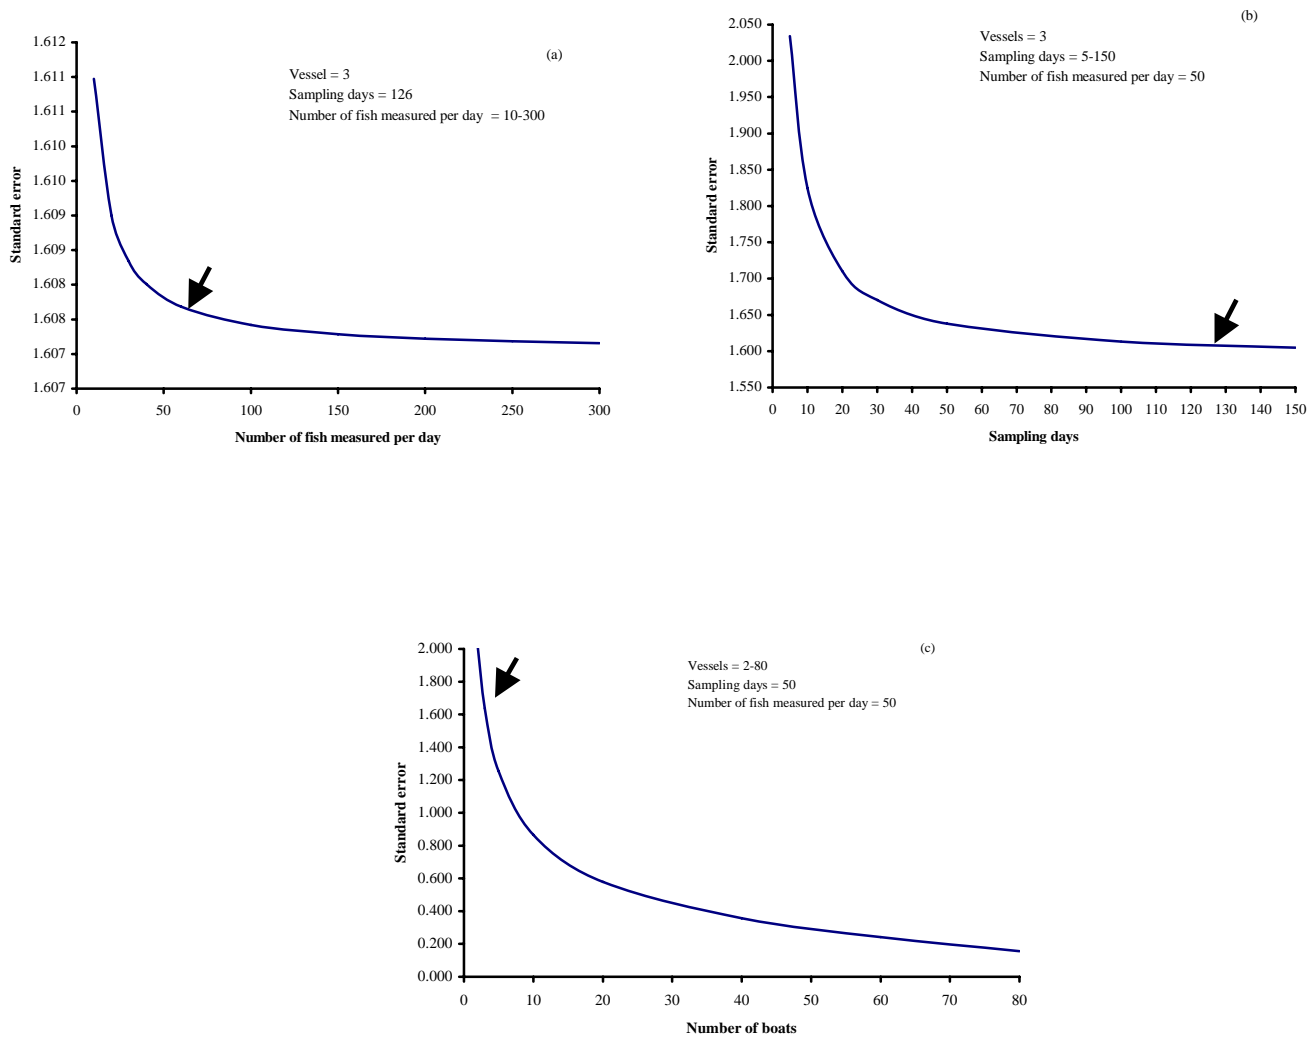 (a)
Vessel = 3
Sampling days = 126
Number of fish measured per day = 10-300
Standard error
1.612
1.611
1.611
1.610
1.610
1.609
1.609
1.608
1.608
1.607
1.607
0 50 100 150 200 250 300
Number of fish measured per day
(b)
Vessels = 3
Sampling days = 5-150
Number of fish measured per day = 50
Standard error
2.050
2.000
1.950
1.900
1.850
1.800
1.750
1.700
1.650
1.600
1.550
0 10 20 30 40 50 60 70 80 90 100 110 120 130 140 150
Sampling days
(c)
Vessels = 2-80
Sampling days = 50
Number of fish measured per day = 50
Standard error
2.000
1.800
1.600
1.400
1.200
1.000
0.800
0.600
0.400
0.200
0.000
0 10 20 30 40 50 60 70 80
Number of boats